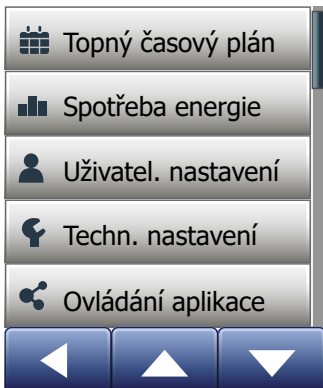 Topný časový plán
Spotřeba energie
Uživatel. nastavení
Techn. nastavení
Ovládání aplikace